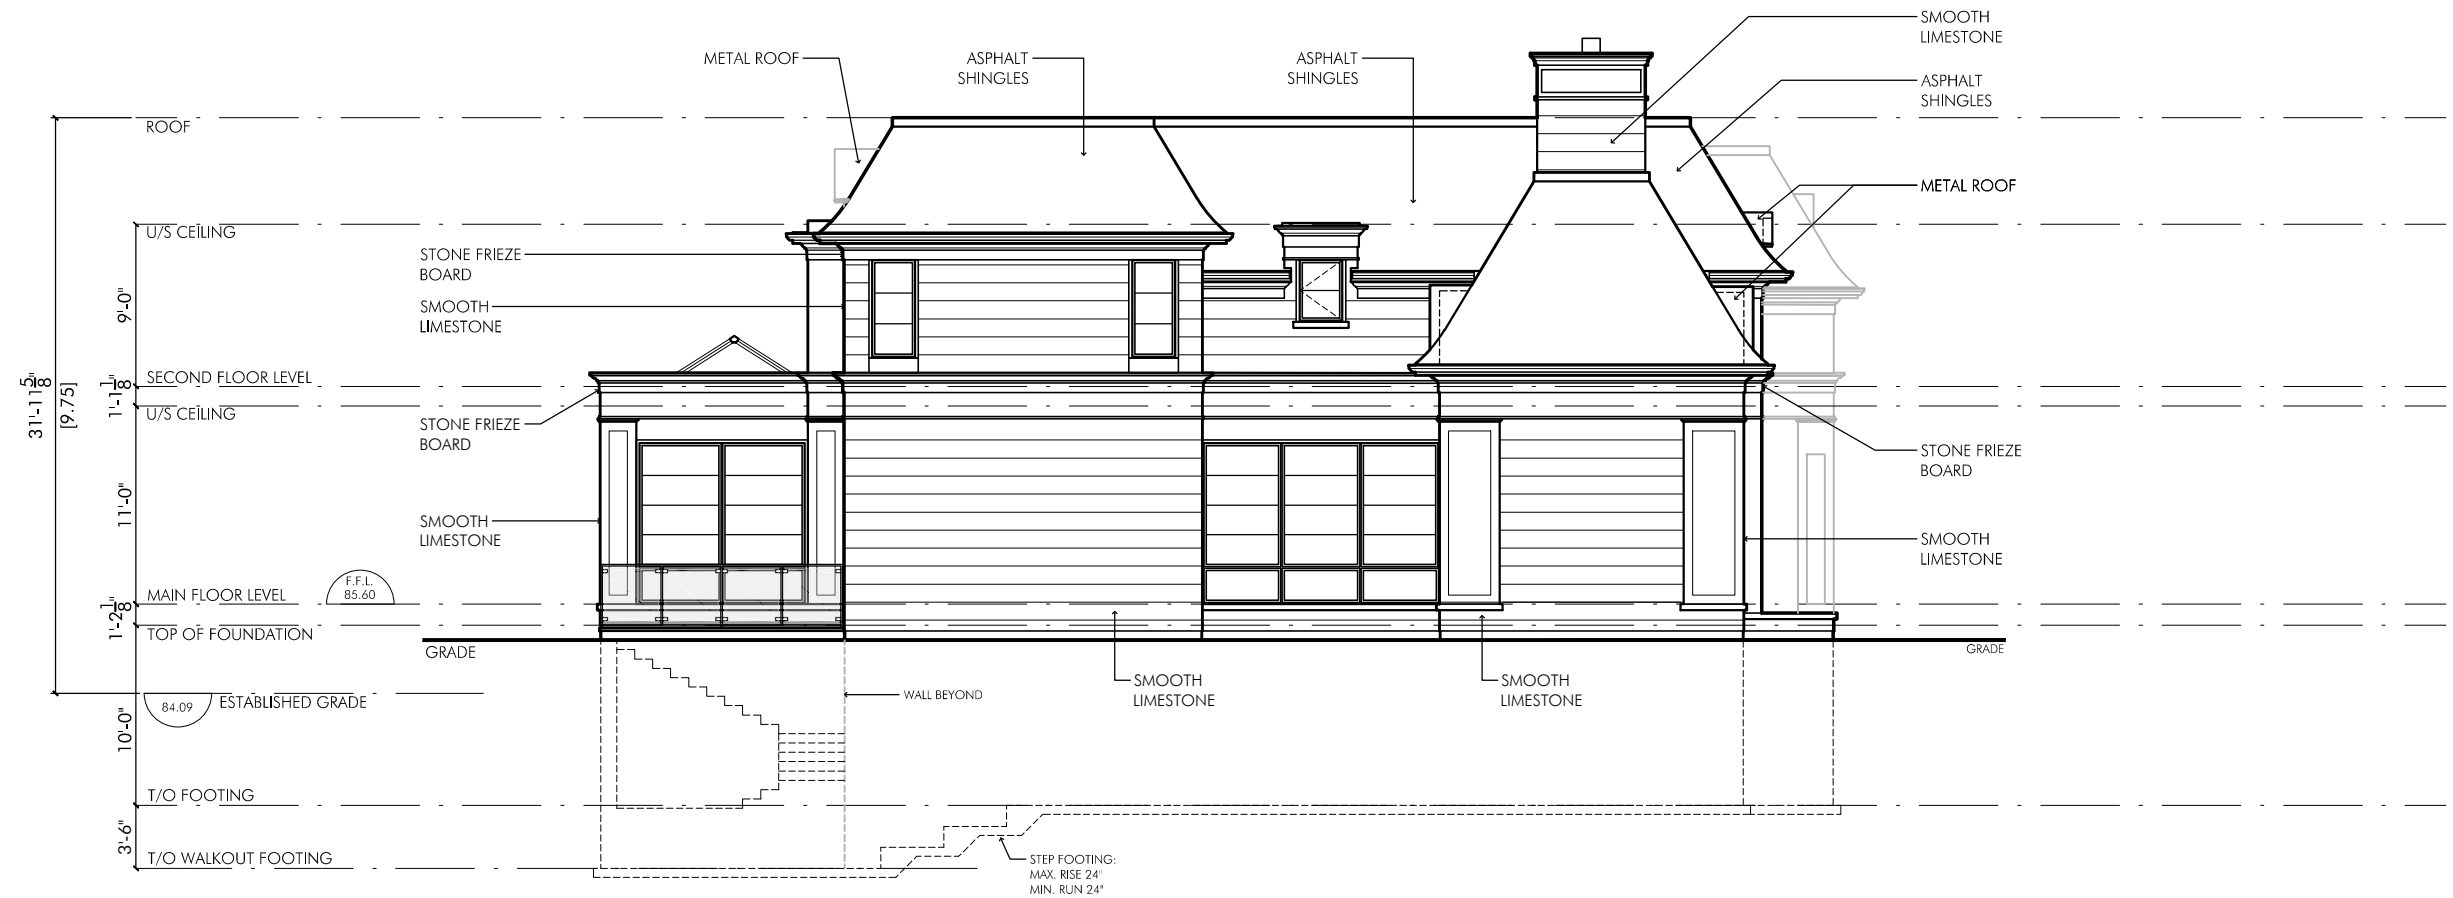 SMOOTH
LIMESTONE
METAL ROOF
ASPHALT
SHINGLES
ASPHALT
SHINGLES
ASPHALT
SHINGLES
ROOF
METAL ROOF
U/S CEILING
STONE FRIEZE
BOARD
9'-0"
SMOOTH
LIMESTONE
SECOND FLOOR LEVEL
31'-11 5/8"
[9.75]
1'-1 1/8"
U/S CEILING
STONE FRIEZE
BOARD
STONE FRIEZE
BOARD
11'-0"
SMOOTH
LIMESTONE
SMOOTH
LIMESTONE
F.F.L.
85.60
MAIN FLOOR LEVEL
1'-2 1/8"
TOP OF FOUNDATION
GRADE
GRADE
SMOOTH
LIMESTONE
SMOOTH
LIMESTONE
WALL BEYOND
84.09
ESTABLISHED GRADE
10'-0"
T/O FOOTING
3'-6"
T/O WALKOUT FOOTING
STEP FOOTING:
MAX. RISE 24"
MIN. RUN 24"